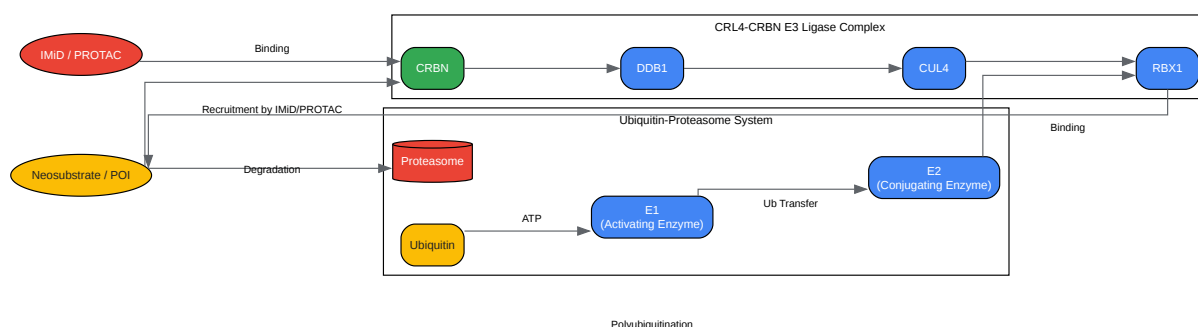 CRL4-CRBN E3 Ligase Complex
IMiD / PROTAC
Binding
CRBN
DDB1
CUL4
RBX1
Recruitment by IMiD/PROTAC
Ubiquitin-Proteasome System
Binding
Proteasome
Neosubstrate / POI
Degradation
E2
(Conjugating Enzyme)
E1
(Activating Enzyme)
Ub Transfer
ATP
Ubiquitin
Polyubiquitination